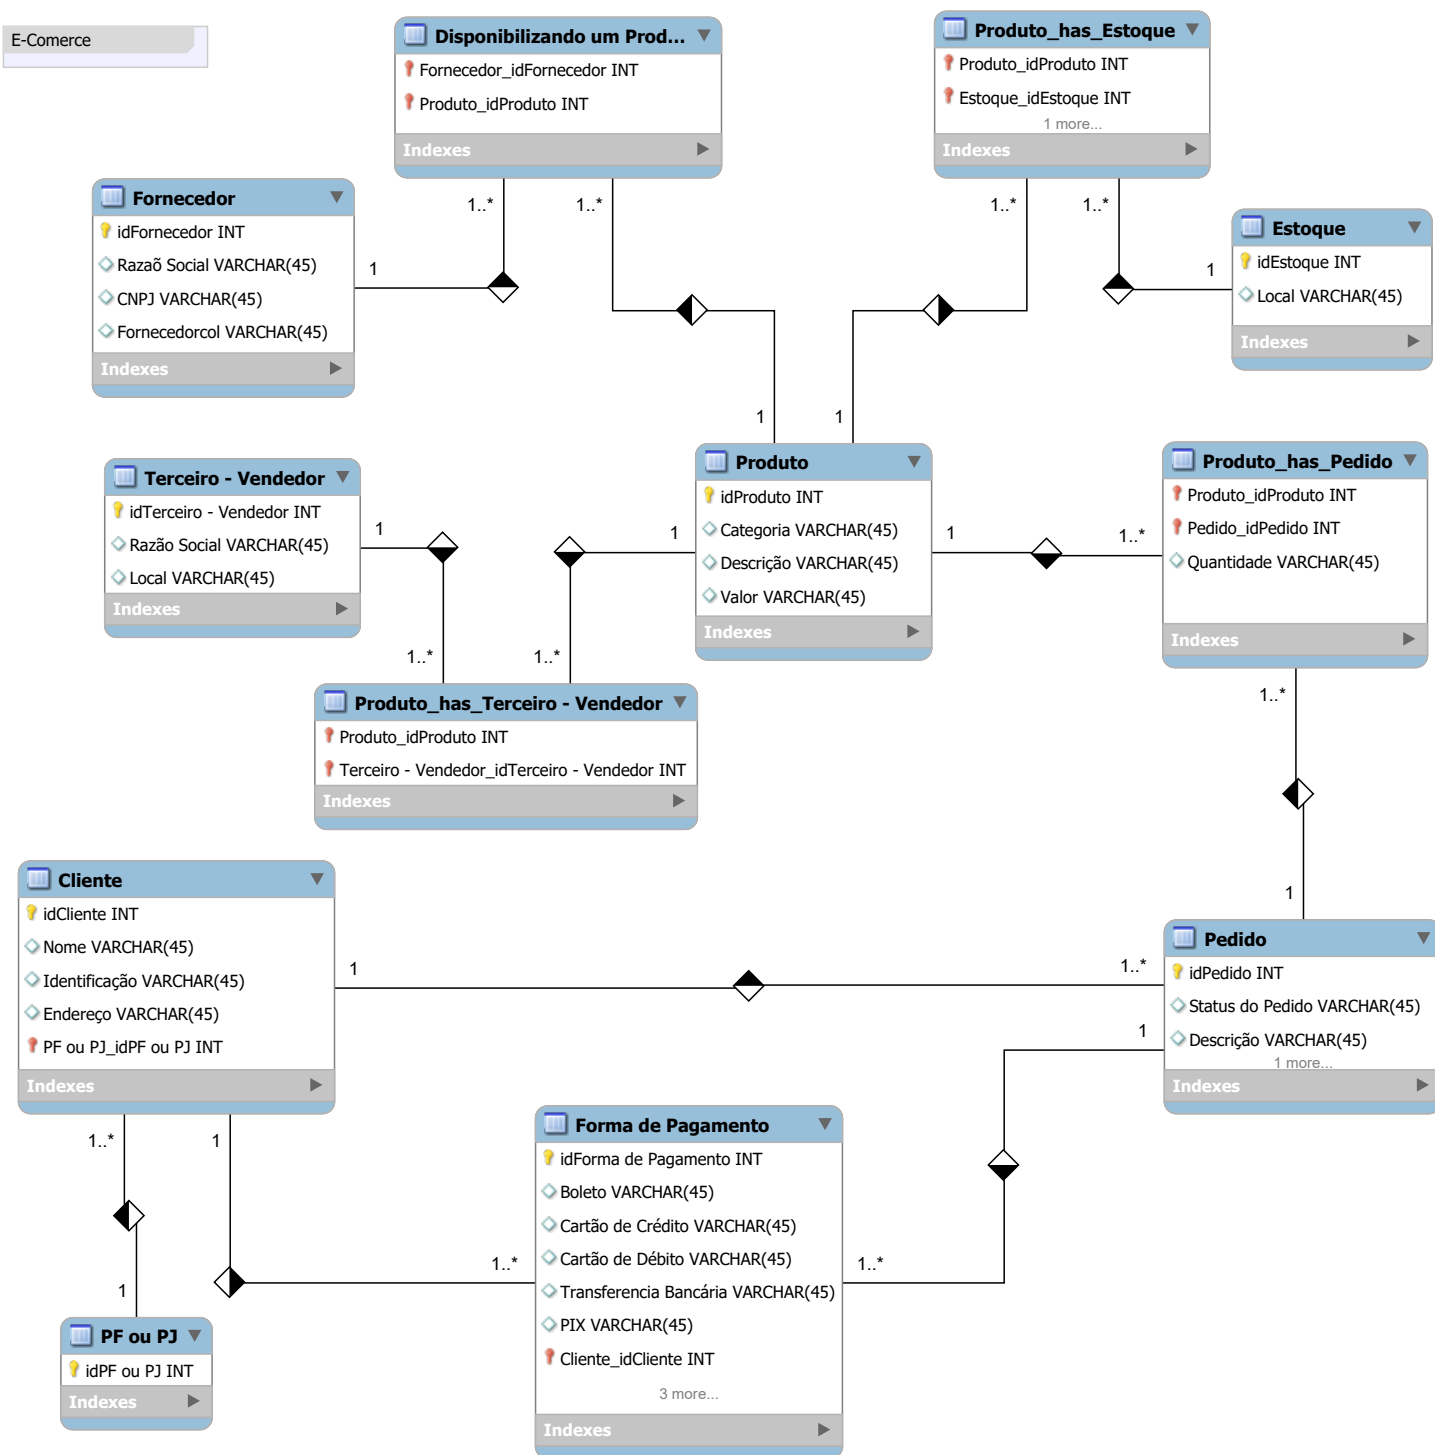 E-Comerce
Disponibilizando um Prod...
Fornecedor_idFornecedor INT
Produto_idProduto INT
Indexes
Produto_has_Estoque
Produto_idProduto INT
Estoque_idEstoque INT
1 more...
Indexes
1..*
1..*
1..*
1..*
Fornecedor
idFornecedor INT
Razaõ Social VARCHAR(45)
CNPJ VARCHAR(45)
Fornecedorcol VARCHAR(45)
Indexes
1
Estoque
idEstoque INT
Local VARCHAR(45)
Indexes
1
1
1
Terceiro - Vendedor
idTerceiro - Vendedor INT
Razão Social VARCHAR(45)
Local VARCHAR(45)
Indexes
1
Produto
idProduto INT
Categoria VARCHAR(45)
Descrição VARCHAR(45)
Valor VARCHAR(45)
Indexes
1
1
1..*
Produto_has_Pedido
Produto_idProduto INT
Pedido_idPedido INT
Quantidade VARCHAR(45)
Indexes
1..*
1..*
Produto_has_Terceiro - Vendedor
Produto_idProduto INT
Terceiro - Vendedor_idTerceiro - Vendedor INT
Indexes
1..*
1
Cliente
idCliente INT
Nome VARCHAR(45)
Identificação VARCHAR(45)
Endereço VARCHAR(45)
PF ou PJ_idPF ou PJ INT
Indexes
1
1..*
Pedido
idPedido INT
Status do Pedido VARCHAR(45)
Descrição VARCHAR(45)
1 more...
Indexes
1
1..*
1
Forma de Pagamento
idForma de Pagamento INT
Boleto VARCHAR(45)
Cartão de Crédito VARCHAR(45)
Cartão de Débito VARCHAR(45)
Transferencia Bancária VARCHAR(45)
PIX VARCHAR(45)
Cliente_idCliente INT
3 more...
Indexes
1..*
1..*
1
PF ou PJ
idPF ou PJ INT
Indexes